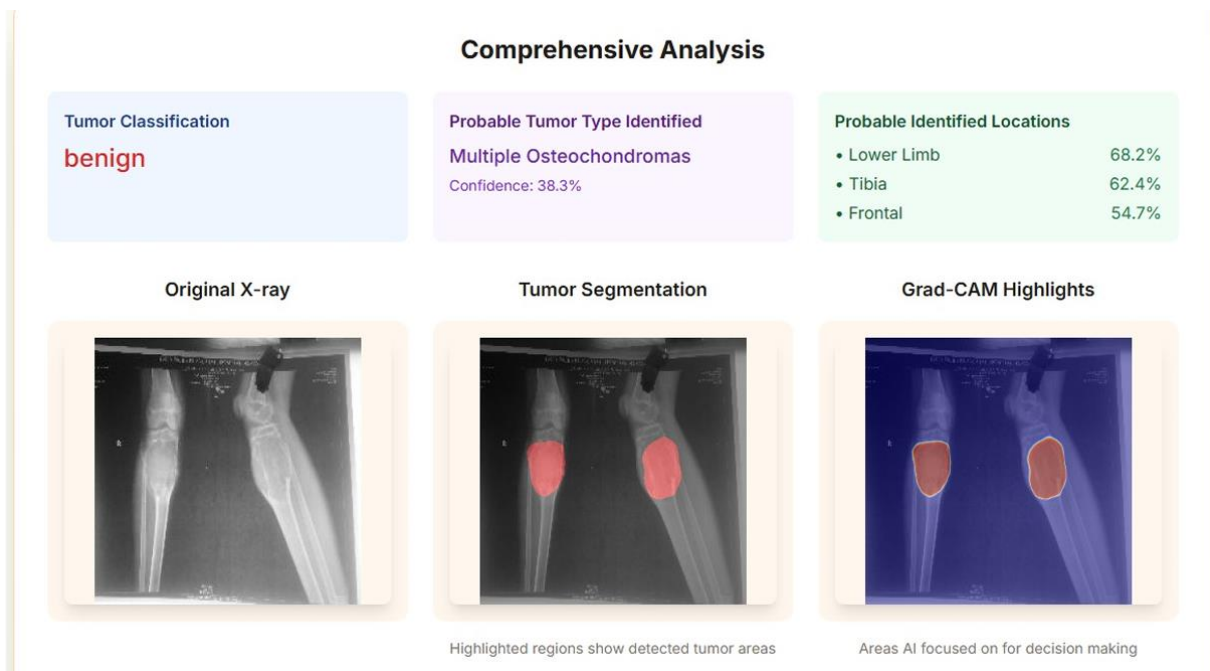 Comprehensive Analysis
Tumor Classification
benign
Probable Tumor Type Identified
Multiple Osteochondromas
Confidence: 38.3%
Probable Identified Locations
• Lower Limb 68.2%
• Tibia 62.4%
• Frontal 54.7%
Original X-ray
Tumor Segmentation
Grad-CAM Highlights
Highlighted regions show detected tumor areas
Areas AI focused on for decision making